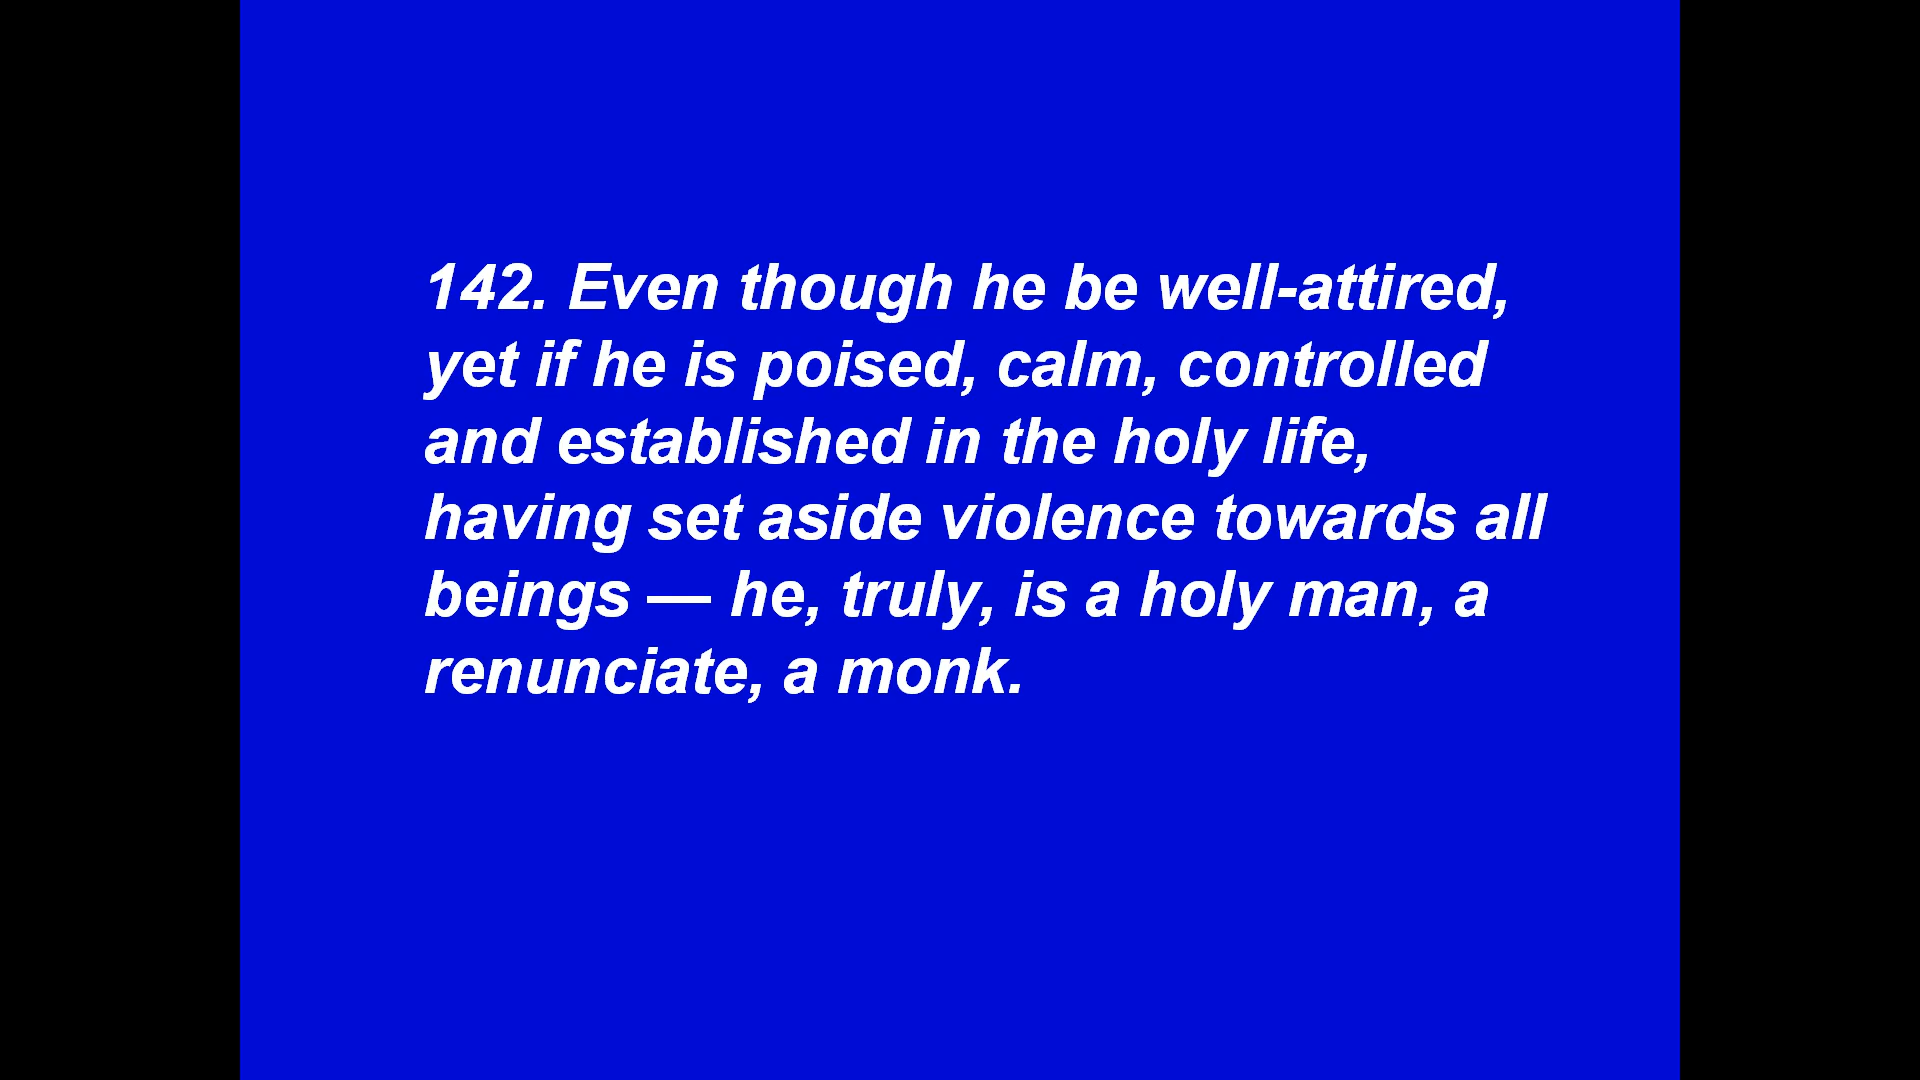 142. Even though he be well-attired,
yet if he is poised, calm, controlled
and established in the holy life,
having set aside violence towards all
beings — he, truly, is a holy man, a
renunciate, a monk.